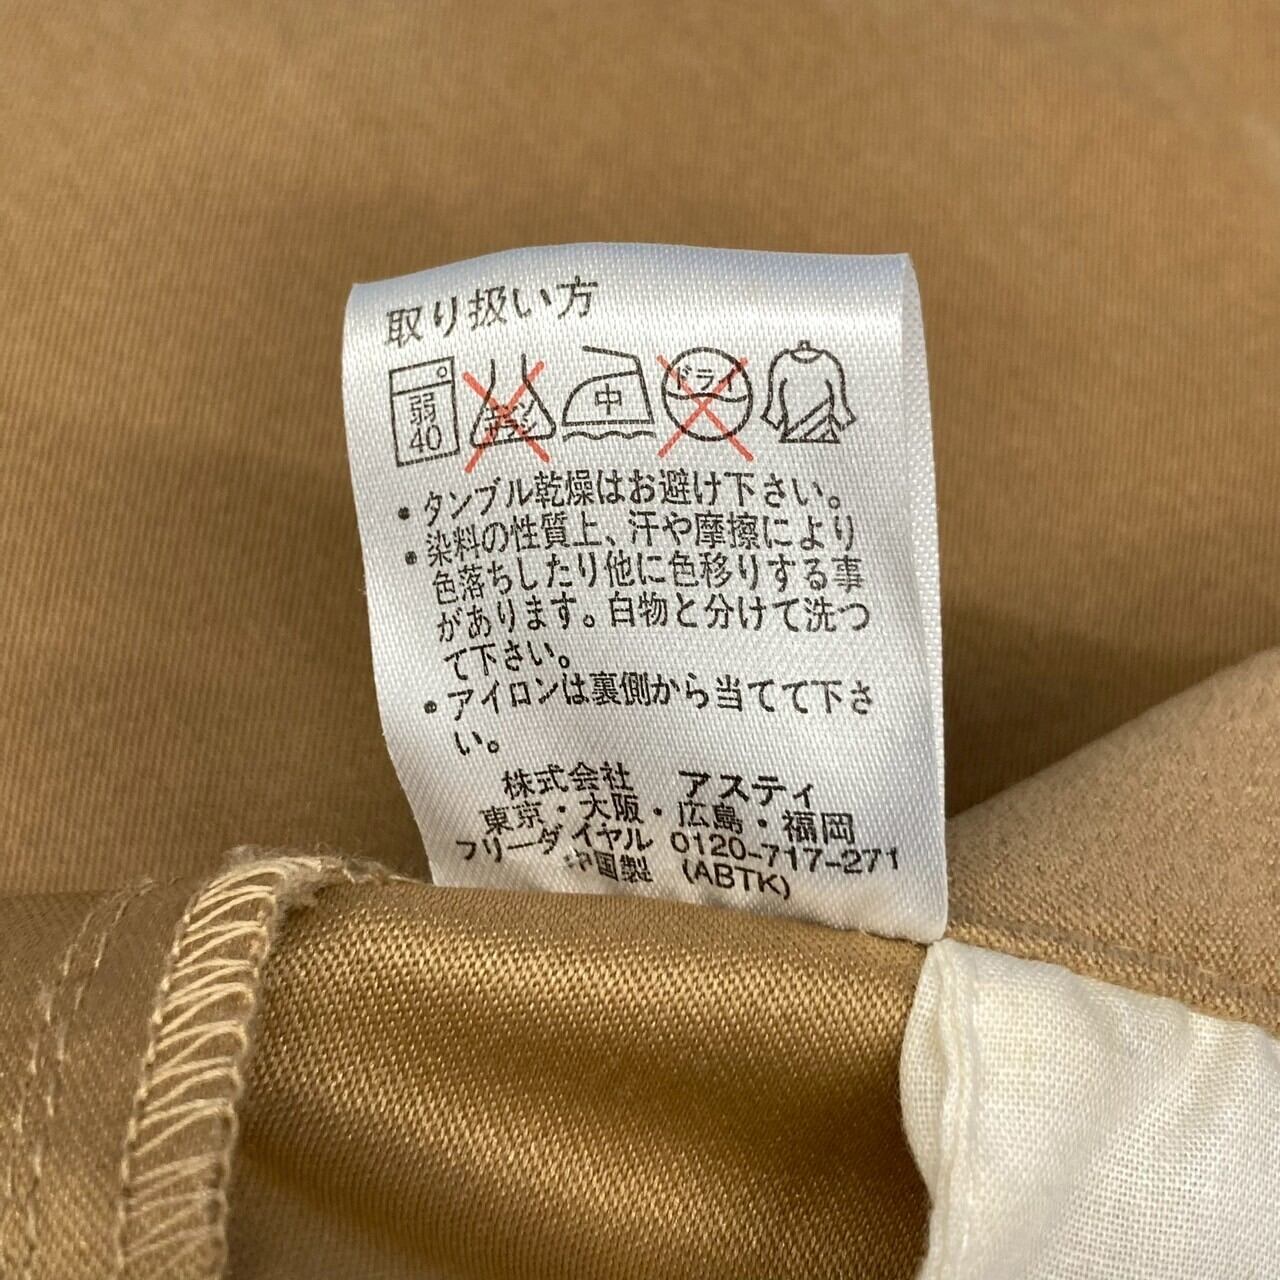 取り扱い方
弱
40
エンソ
サラシ
中
ドライ
・タンブル乾燥はお避け下さい。
・染料の性質上、汗や摩擦により
色落ちしたり他に色移りする事
があります。白物と分けて洗つ
て下さい。
・アイロンは裏側から当てて下さ
い。
株式会社 アスティ
東京・大阪・広島・福岡
フリーダイヤル 0120-717-271
中国製 (ABTK)